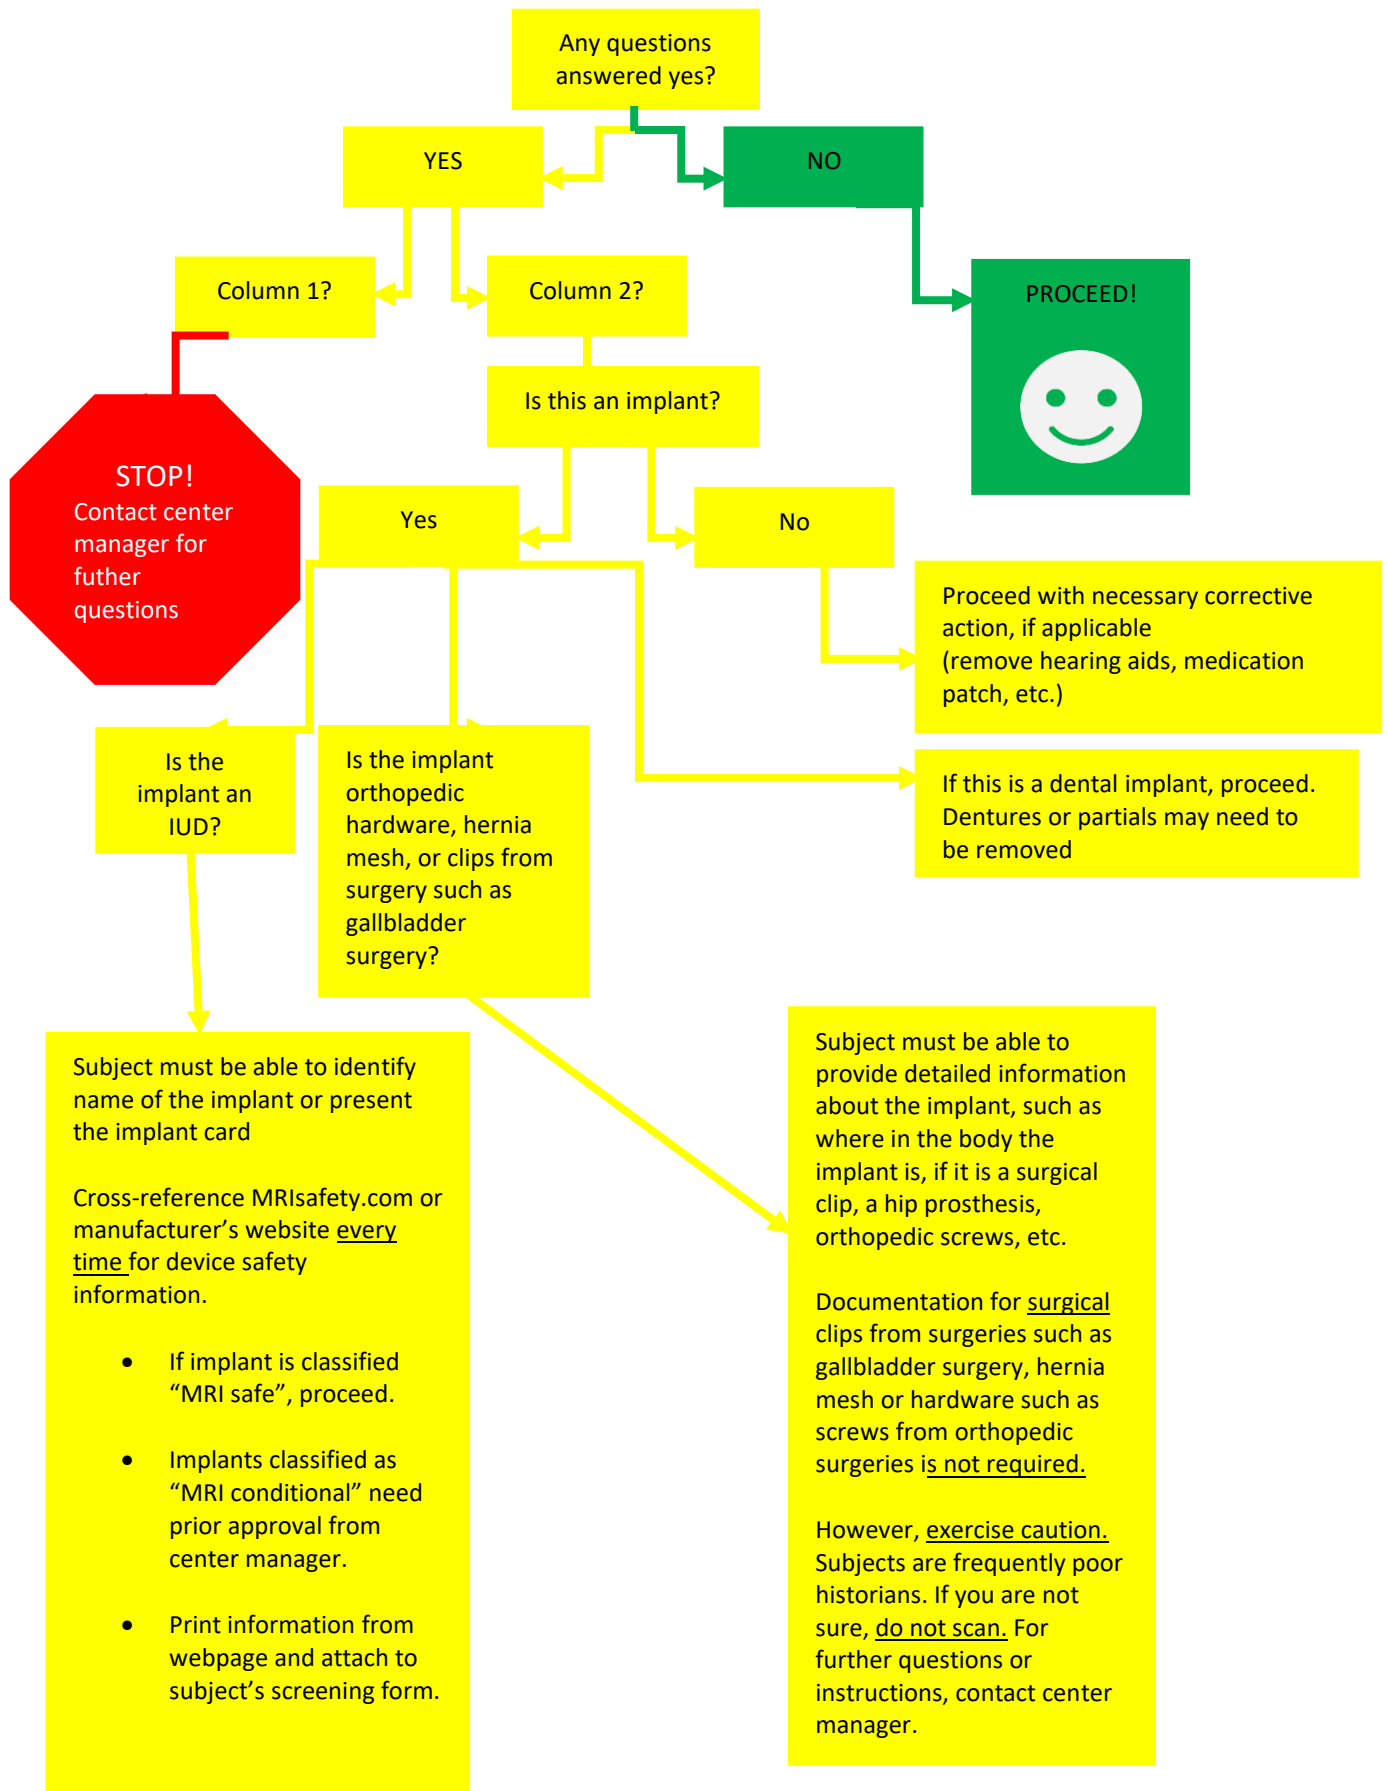 Any questions
answered yes?
YES
NO
Column 1?
Column 2?
PROCEED!
Is this an implant?
STOP!
Contact center
manager for
futher
questions
Yes
No
Proceed with necessary corrective
action, if applicable
(remove hearing aids, medication
patch, etc.)
Is the
implant an
IUD?
Is the implant
orthopedic
hardware, hernia
mesh, or clips from
surgery such as
gallbladder
surgery?
If this is a dental implant, proceed.
Dentures or partials may need to
be removed
Subject must be able to identify
name of the implant or present
the implant card
Cross-reference MRIsafety.com or
manufacturer’s website every
time for device safety
information.
• If implant is classified
“MRI safe”, proceed.
• Implants classified as
“MRI conditional” need
prior approval from
center manager.
• Print information from
webpage and attach to
subject’s screening form.
Subject must be able to
provide detailed information
about the implant, such as
where in the body the
implant is, if it is a surgical
clip, a hip prosthesis,
orthopedic screws, etc.
Documentation for surgical
clips from surgeries such as
gallbladder surgery, hernia
mesh or hardware such as
screws from orthopedic
surgeries is not required.
However, exercise caution.
Subjects are frequently poor
historians. If you are not
sure, do not scan. For
further questions or
instructions, contact center
manager.